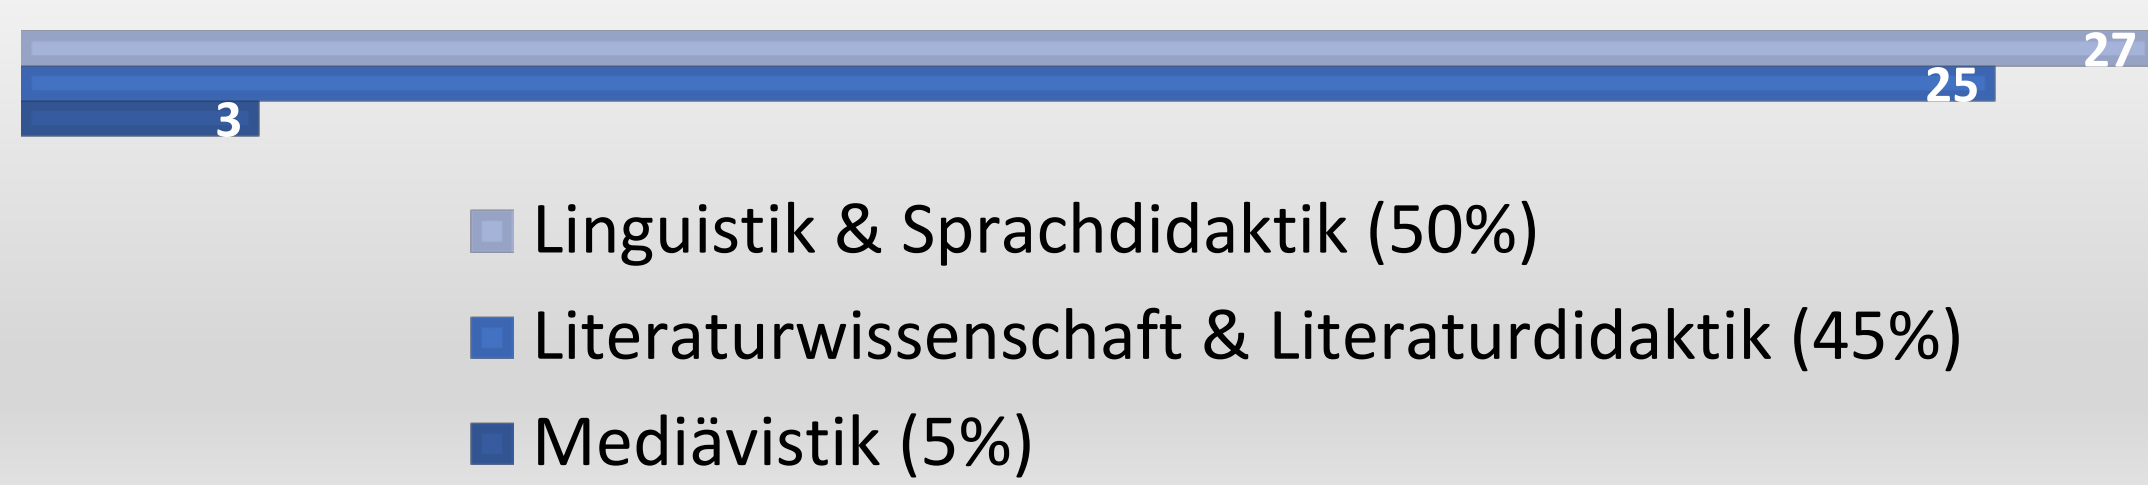 27
25
3
Linguistik & Sprachdidaktik (50%)
Literaturwissenschaft & Literaturdidaktik (45%)
Mediävistik (5%)